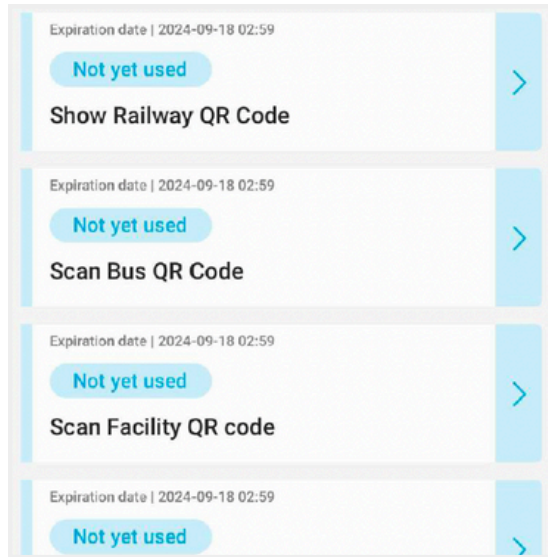 Expiration date | 2024-09-18 02:59
Not yet used
Show Railway QR Code
Expiration date | 2024-09-18 02:59
Not yet used
Scan Bus QR Code
Expiration date | 2024-09-18 02:59
Not yet used
Scan Facility QR code
Expiration date | 2024-09-18 02:59
Not yet used